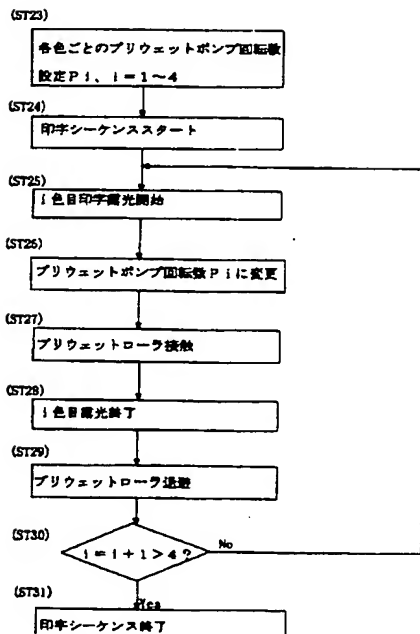 (ST23)
各色ごとのプリウェットポンプ回転数
設定Pi、i=1~4
(ST24)
印字シーケンススタート
(ST25)
i色目印字露光開始
(ST26)
プリウェットポンプ回転数Piに変更
(ST27)
プリウェットローラ接触
(ST28)
i色目露光終了
(ST29)
プリウェットローラ退避
(ST30)
i=i+1>4?
No
(ST31)
Yes
印字シーケンス終了